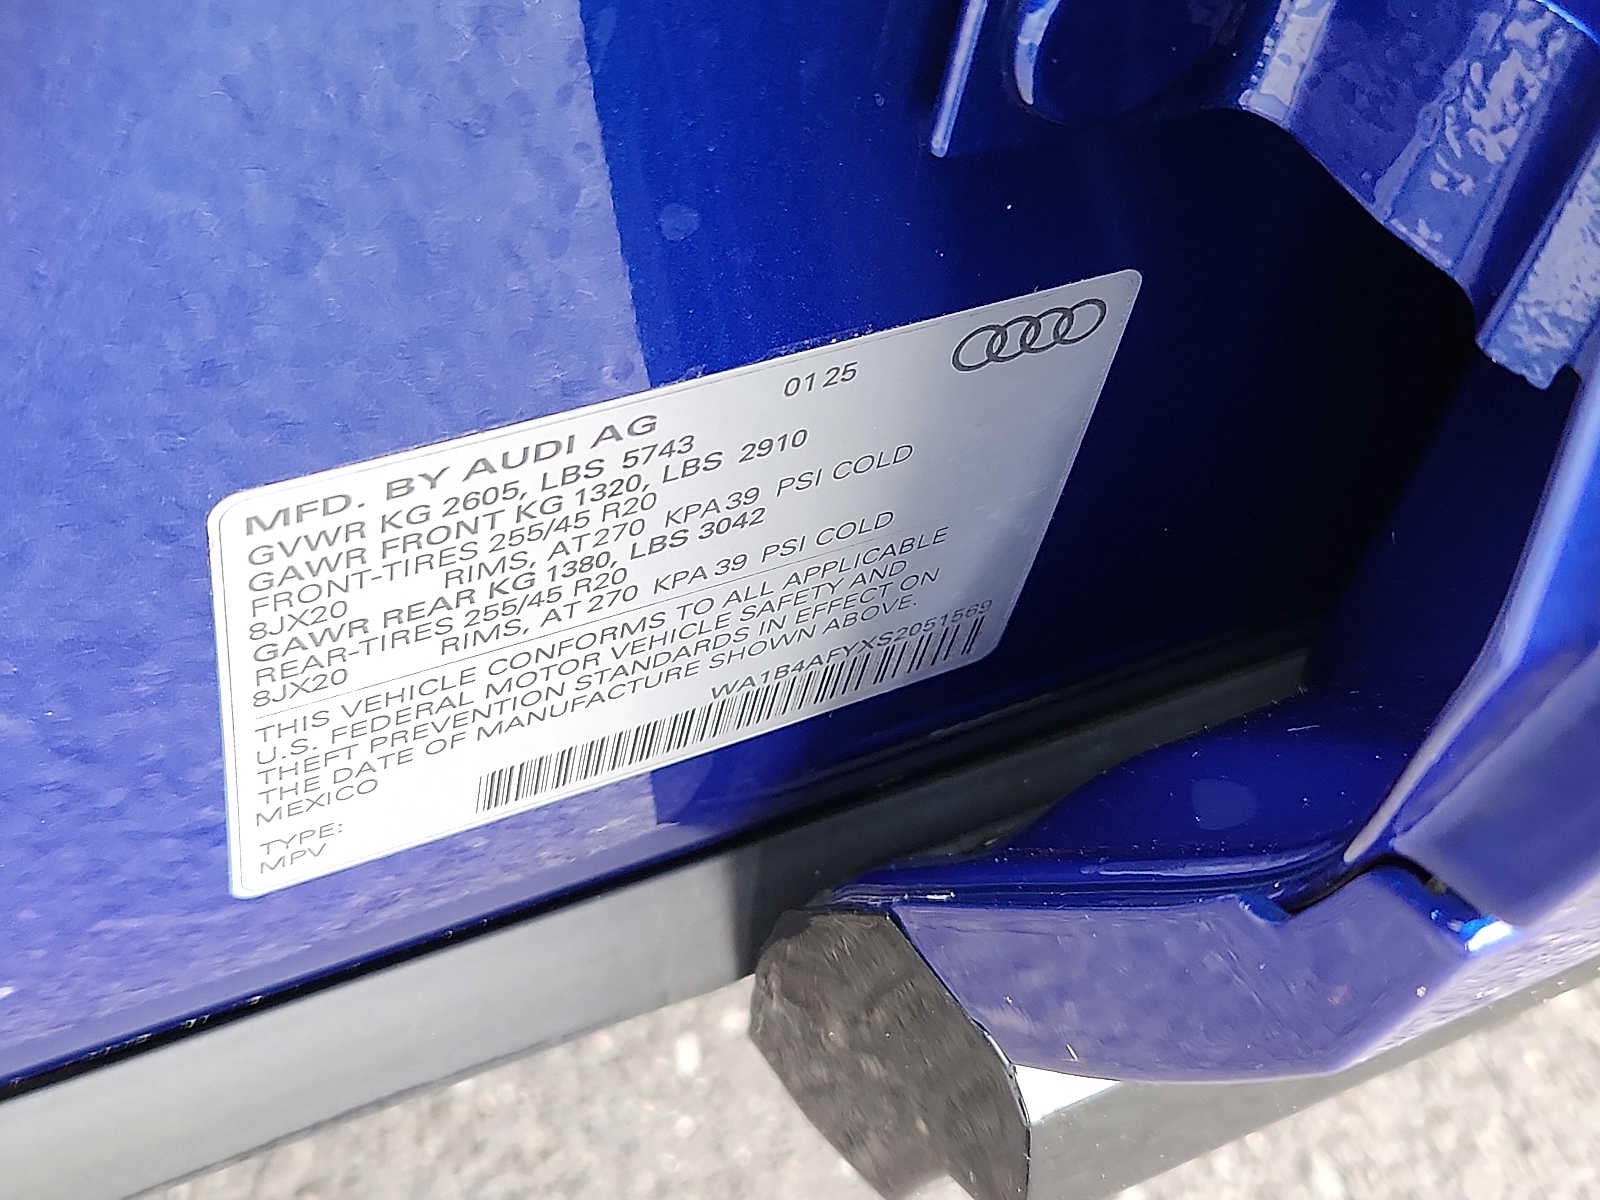 01 25
MFD. BY AUDI AG
GVWR KG 2605, LBS 5743
GAWR FRONT KG 1320, LBS 2910
FRONT-TIRES 255/45 R20
8JX20 RIMS, AT 270 KPA 39 PSI COLD
GAWR REAR KG 1380, LBS 3042
REAR-TIRES 255/45 R20
8JX20 RIMS, AT 270 KPA 39 PSI COLD
THIS VEHICLE CONFORMS TO ALL APPLICABLE
U.S. FEDERAL MOTOR VEHICLE SAFETY AND
THEFT PREVENTION STANDARDS IN EFFECT ON
THE DATE OF MANUFACTURE SHOWN ABOVE.
MEXICO
WA1B4AFYXS2051569
TYPE:
MPV